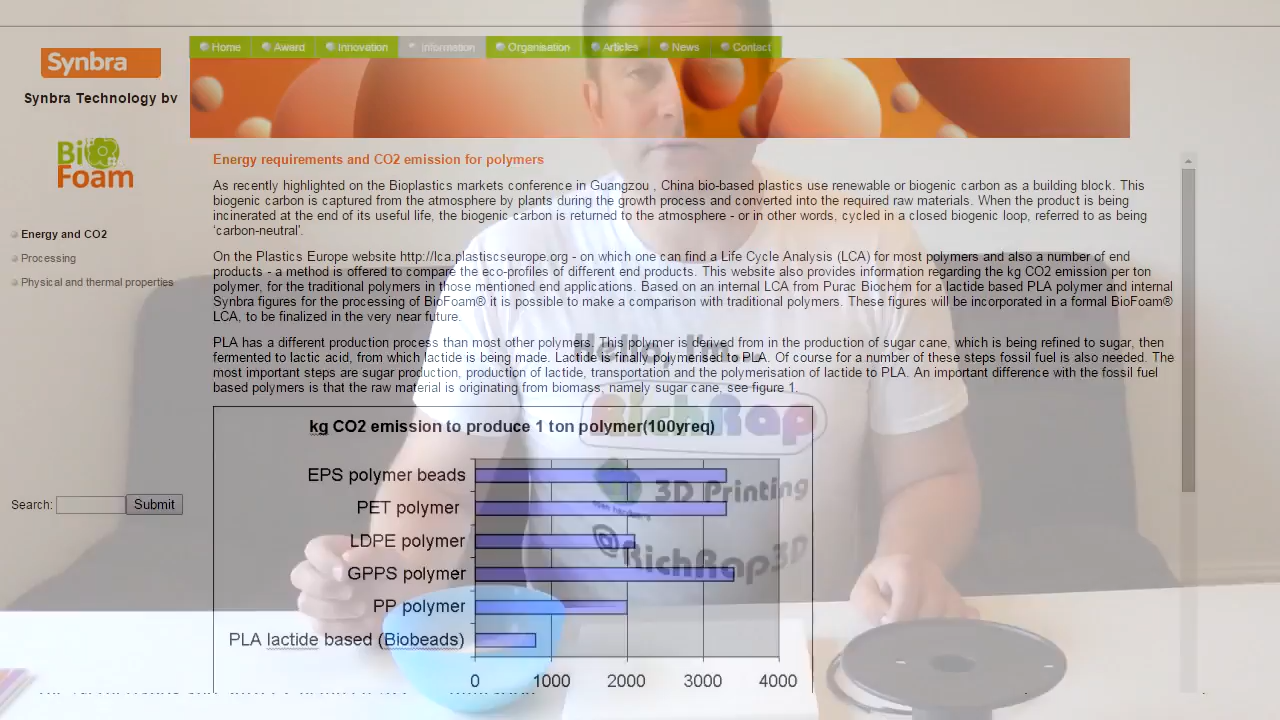 Home Award Innovation Information Organisation Articles News Contact
Synbra
Synbra Technology bv
Bi Foam
Energy and CO2
Processing
Physical and thermal properties
Search: Submit
Energy requirements and CO2 emission for polymers
As recently highlighted on the Bioplastics markets conference in Guangzou , China bio-based plastics use renewable or biogenic carbon as a building block. This
biogenic carbon is captured from the atmosphere by plants during the growth process and converted into the required raw materials. When the product is being
incinerated at the end of its useful life, the biogenic carbon is returned to the atmosphere - or in other words, cycled in a closed biogenic loop, referred to as being
‘carbon-neutral’.
On the Plastics Europe website http://lca.plasticseurope.org - on which one can find a Life Cycle Analysis (LCA) for most polymers and also a number of end
products - a method is offered to compare the eco-profiles of different end products. This website also provides information regarding the kg CO2 emission per ton
polymer, for the traditional polymers in those mentioned end applications. Based on an internal LCA from Purac Biochem for a lactide based PLA polymer and internal
Synbra figures for the processing of BioFoam® it is possible to make a comparison with traditional polymers. These figures will be incorporated in a formal BioFoam®
LCA, to be finalized in the very near future.
PLA has a different production process than most other polymers. This polymer is derived from in the production of sugar cane, which is being refined to sugar, then
fermented to lactic acid, from which lactide is being made. Lactide is finally polymerised to PLA. Of course for a number of these steps fossil fuel is also needed. The
most important steps are sugar production, production of lactide, transportation and the polymerisation of lactide to PLA. An important difference with the fossil fuel
based polymers is that the raw material is originating from biomass, namely sugar cane, see figure 1.
kg CO2 emission to produce 1 ton polymer(100yreq)
EPS polymer beads
PET polymer
LDPE polymer
GPPS polymer
PP polymer
PLA lactide based (Biobeads)
0 1000 2000 3000 4000
Hello, I'm...
RichRap
3D Printing
@RichRap3D